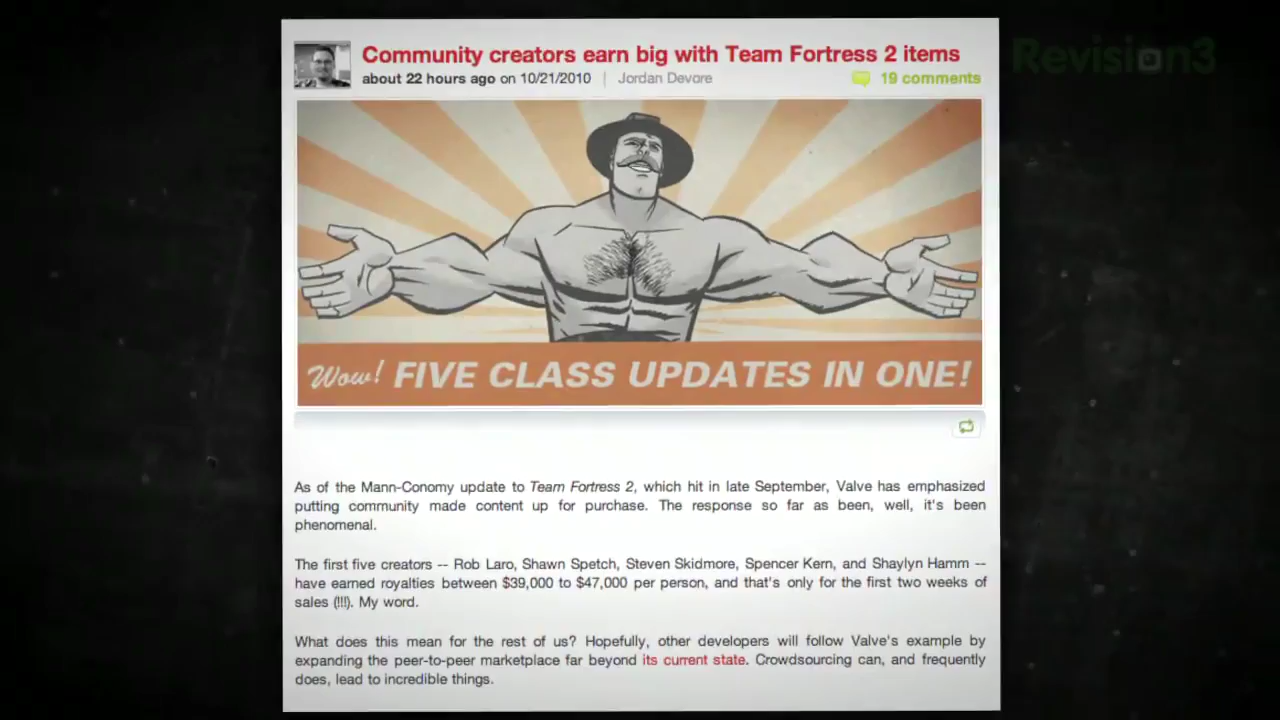 Community creators earn big with Team Fortress 2 items
Revision3
about 22 hours ago on 10/21/2010 | Jordan Devore 19 comments
Wow! FIVE CLASS UPDATES IN ONE!
As of the Mann-Conomy update to Team Fortress 2, which hit in late September, Valve has emphasized
putting community made content up for purchase. The response so far as been, well, it's been
phenomenal.
The first five creators -- Rob Laro, Shawn Spetch, Steven Skidmore, Spencer Kern, and Shaylyn Hamm --
have earned royalties between $39,000 to $47,000 per person, and that's only for the first two weeks of
sales (!!!). My word.
What does this mean for the rest of us? Hopefully, other developers will follow Valve's example by
expanding the peer-to-peer marketplace far beyond its current state. Crowdsourcing can, and frequently
does, lead to incredible things.